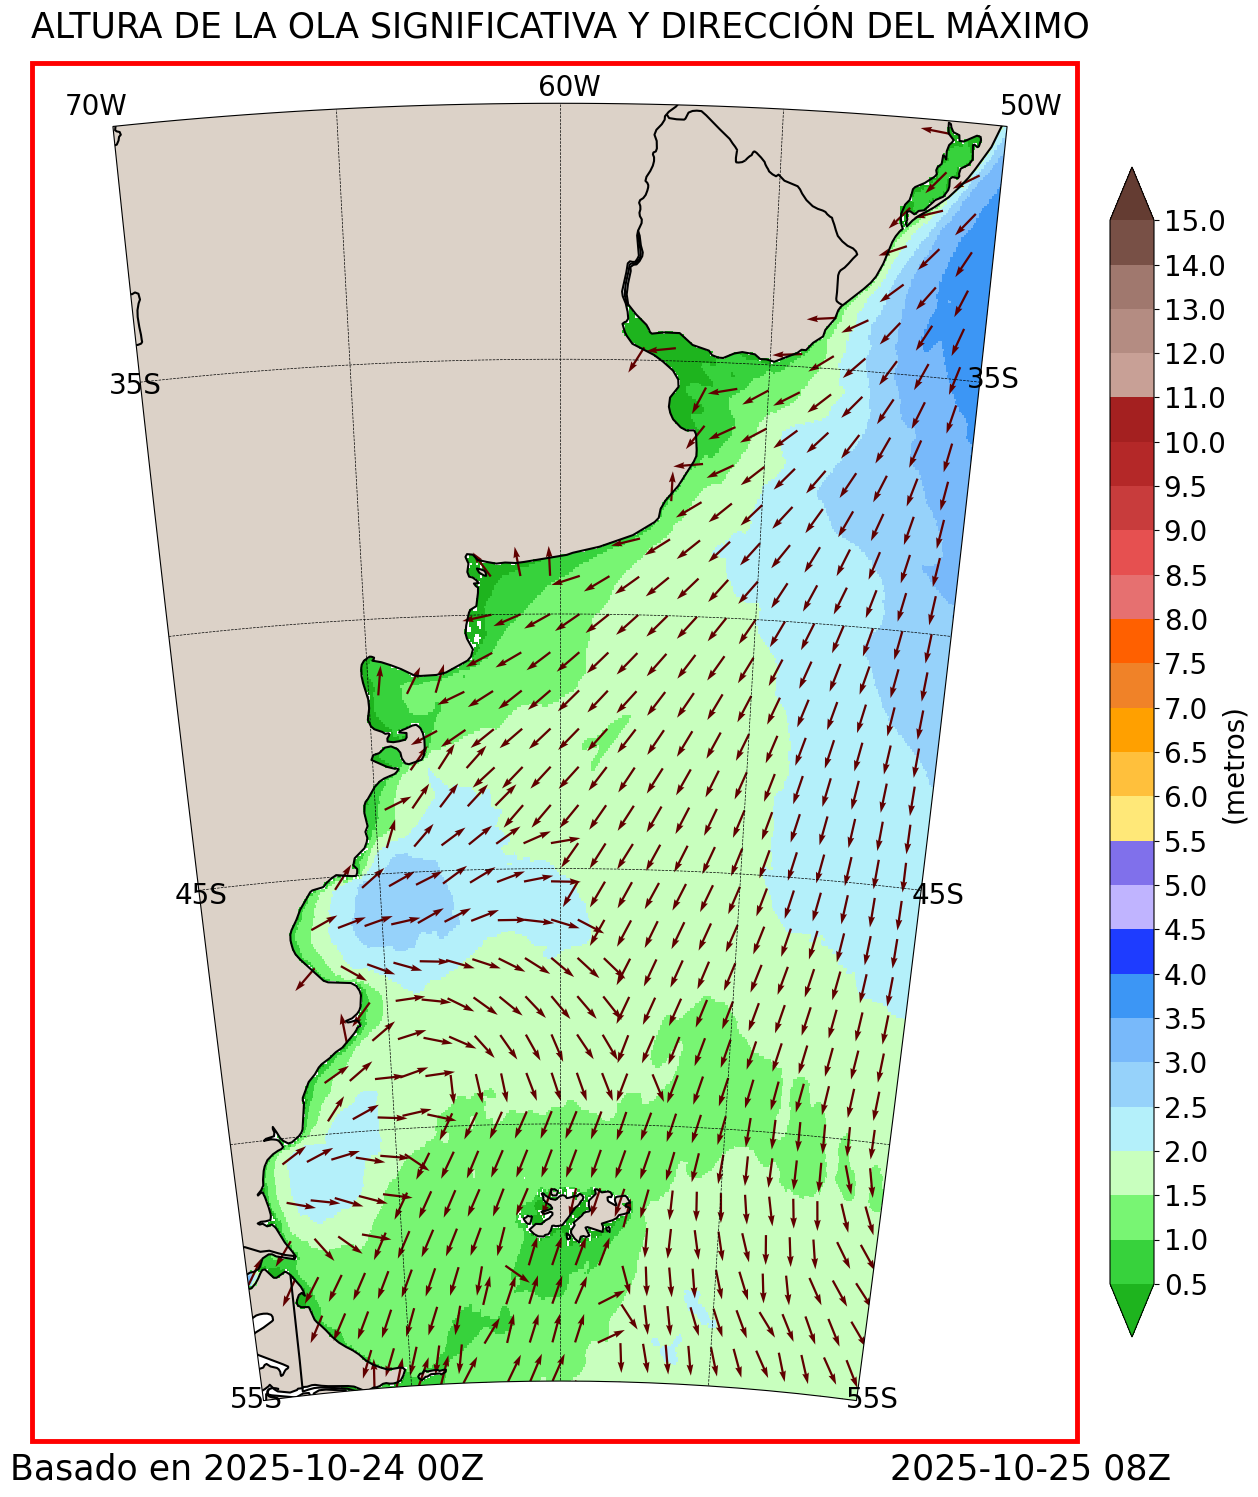 ALTURA DE LA OLA SIGNIFICATIVA Y DIRECCIÓN DEL MÁXIMO
70W
60W
50W
35S
35S
45S
45S
55S
55S
15.0
14.0
13.0
12.0
11.0
10.0
9.5
9.0
8.5
8.0
7.5
7.0
6.5
6.0
5.5
5.0
4.5
4.0
3.5
3.0
2.5
2.0
1.5
1.0
0.5
(metros)
Basado en 2025-10-24 00Z
2025-10-25 08Z